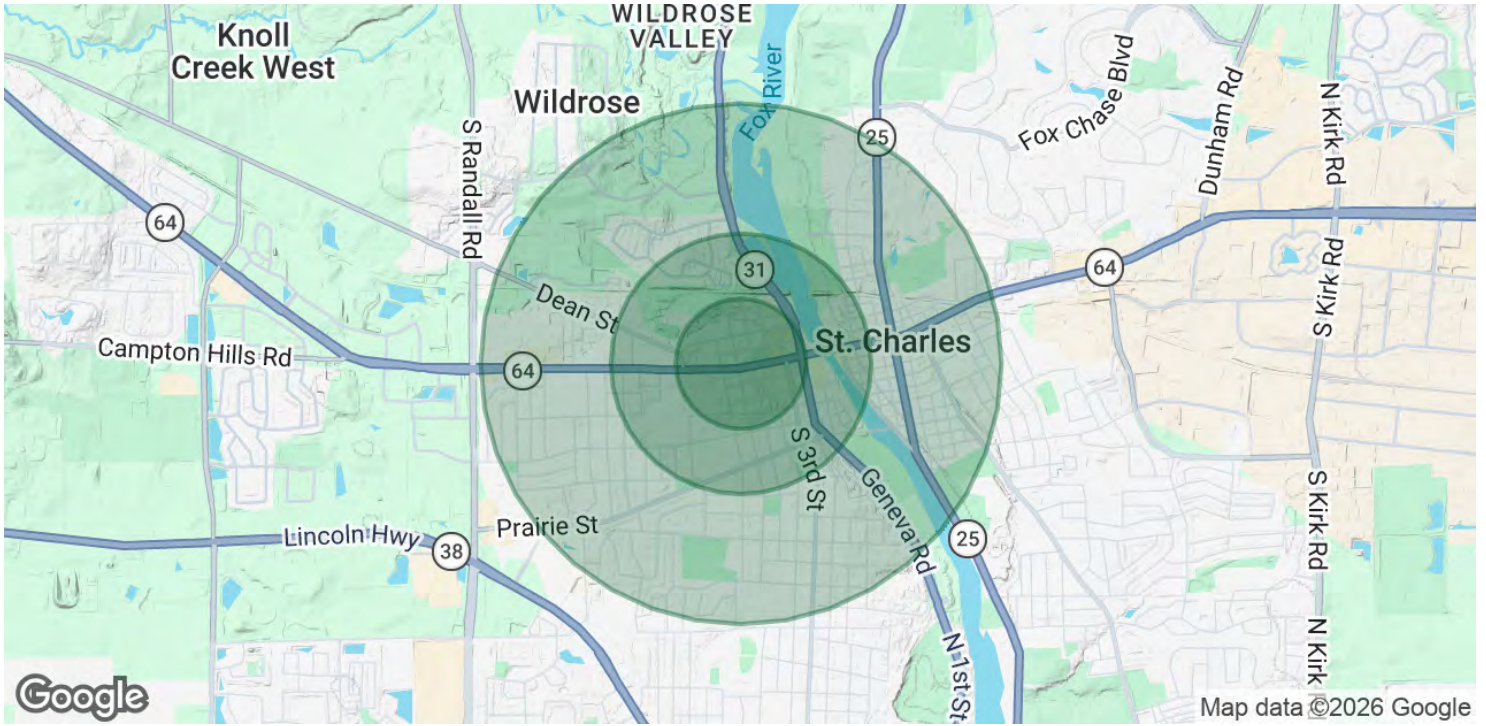 WILDROSE
VALLEY
Knoll
Creek West
Wildrose
Fox River
25
Fox Chase Blvd
Dunham Rd
N Kirk Rd
S Randall Rd
64
31
64
S Kirk Rd
Dean St
St. Charles
Campton Hills Rd
64
S 3rd St
Geneva Rd
Prairie St
Lincoln Hwy
38
25
S Kirk Rd
N 1st St
N Kirk
Google
Map data ©2026 Google